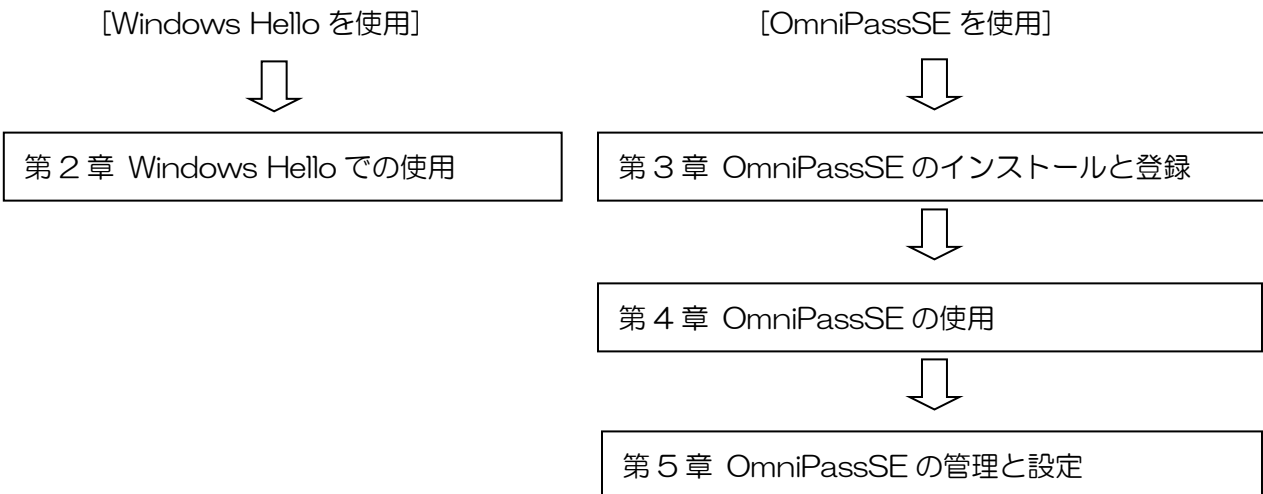 [Windows Hello を使用]
[OmniPassSE を使用]
第2章 Windows Hello での使用
第3章 OmniPassSE のインストールと登録
第4章 OmniPassSE の使用
第5章 OmniPassSE の管理と設定